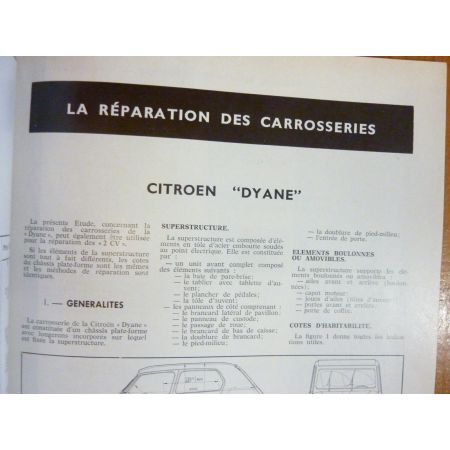 LA RÉPARATION DES CARROSSERIES
CITROEN "DYANE"
La présente Etude, concernant la
réparation des carrosseries de la
« Dyane », peut également être utilisée
pour la réparation des « 2 CV ».
Si les éléments de la superstructure
sont tout à fait différents, les cotes
du châssis plate-forme sont les mêmes
et les méthodes de réparation sont
identiques.
I. — GENERALITES
La carrosserie de la Citroën « Dyane »
est constituée d'un châssis plate-forme
avec longerons incorporés sur lequel
est fixée la superstructure.
SUPERSTRUCTURE.
La superstructure est composée d'élé-
ments en tôle d'acier emboutie soudés
au point électrique. Elle est constituée
par :
— un unit avant complet composé
des éléments suivants :
— la baie de pare-brise;
— le tablier avec tablette d'au-
vent;
— le plancher de pédales;
— la tôle d'auvent;
— les panneaux de côté comprenant :
— le brancard latéral de pavillon;
— le panneau de custode;
— le passage de roue;
— le brancard de bas de caisse;
— la doublure de brancard;
— le pied-milieu;
— la doublure de pied-milieu;
— l'entrée de porte.
ELEMENTS BOULONNES
OU AMOVIBLES.
La superstructure supporte les élé-
ments boulonnés ou amovibles :
— ailes avant et arrière
— capot moteur;
— joues d'ailes (tôles d'auvent)
— portes avant et arrière;
— porte de coffre.
COTES D'HABITABILITE.
La figure 1 donne toutes les
utiles.